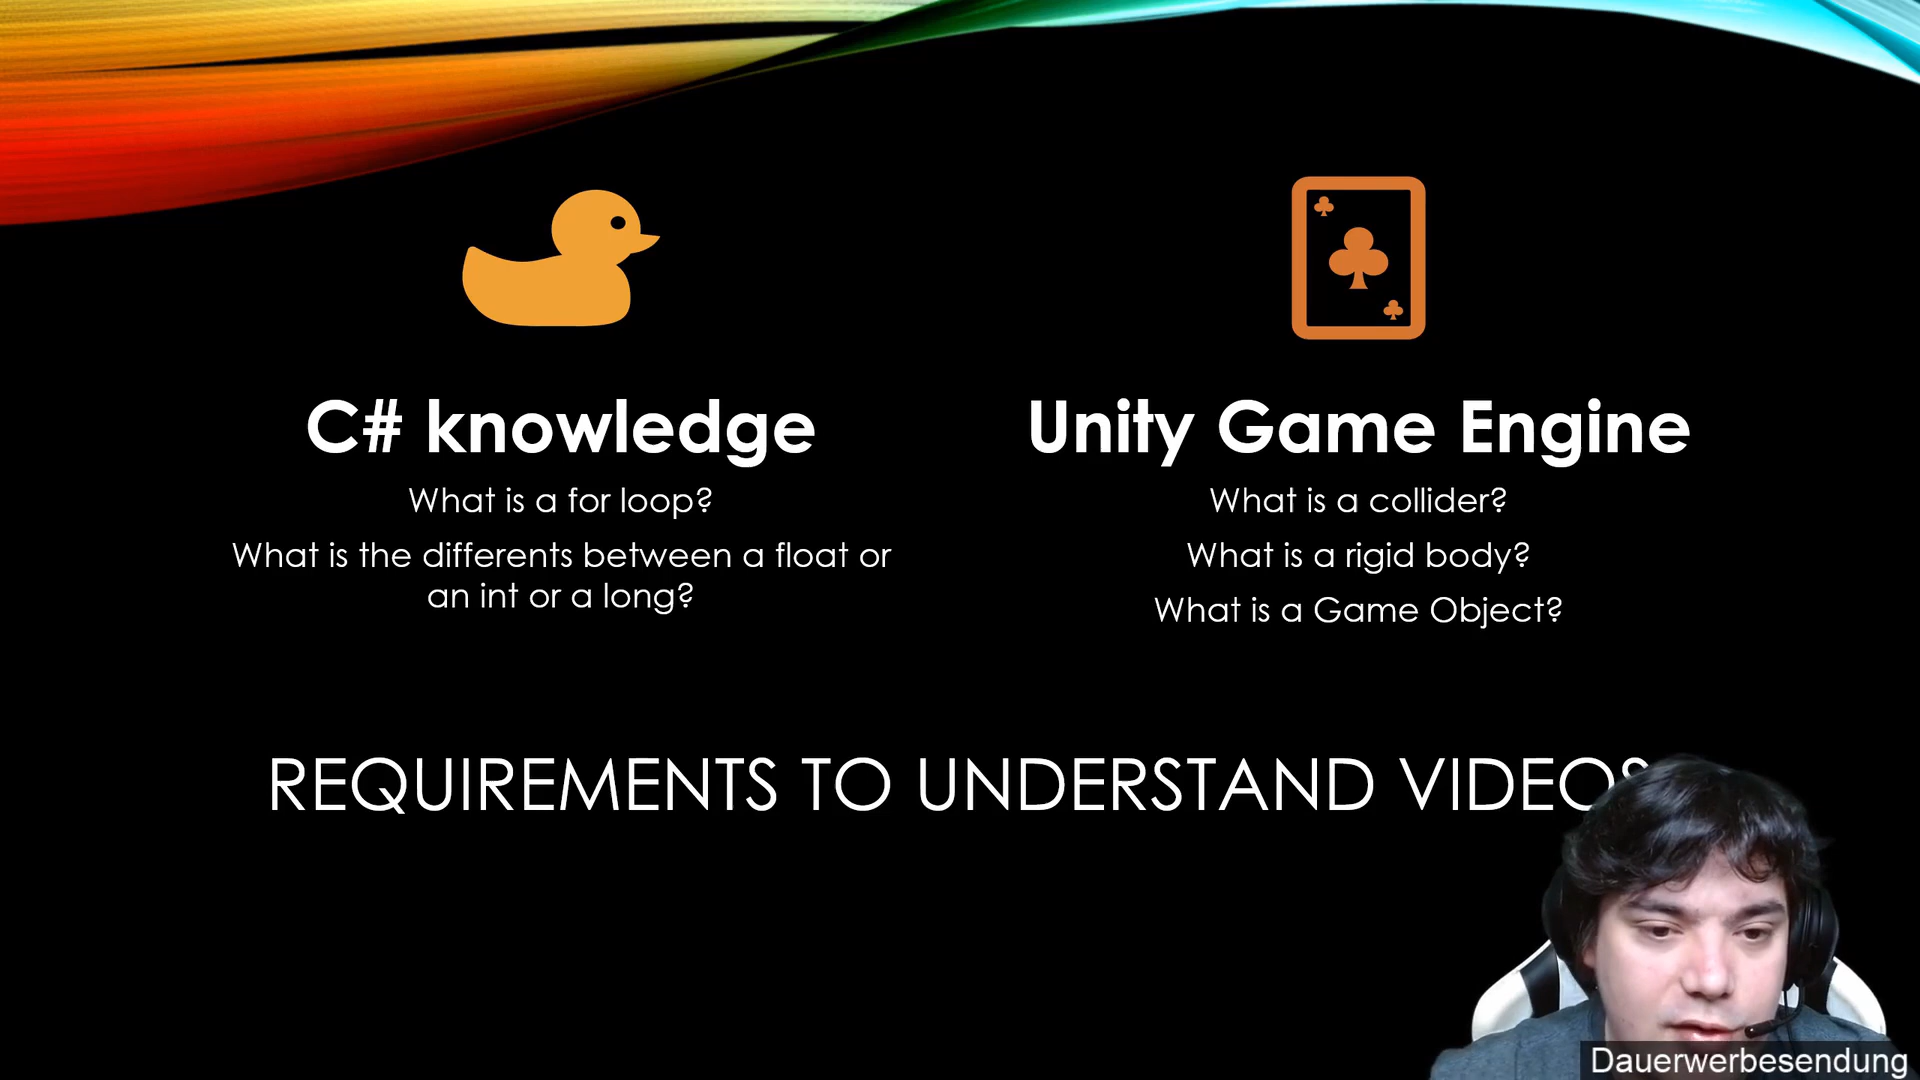 C# knowledge
What is a for loop?
What is the differents between a float or
an int or a long?
Unity Game Engine
What is a collider?
What is a rigid body?
What is a Game Object?
REQUIREMENTS TO UNDERSTAND VIDEOS
Dauerwerbesendung